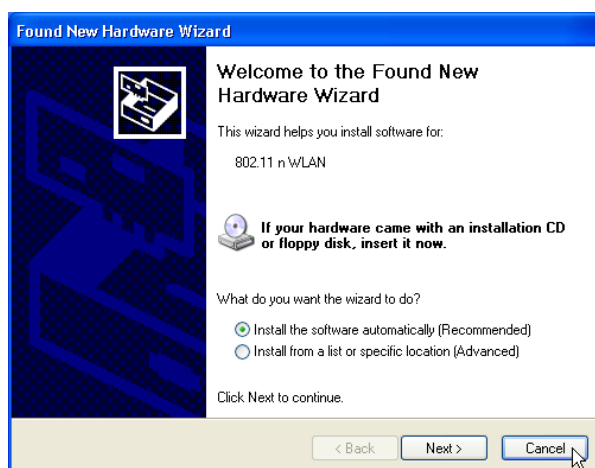 Found New Hardware Wizard
Welcome to the Found New
Hardware Wizard
This wizard helps you install software for:
802.11 n WLAN
If your hardware came with an installation CD
or floppy disk, insert it now.
What do you want the wizard to do?
Install the software automatically (Recommended)
Install from a list or specific location (Advanced)
Click Next to continue.
< Back Next > Cancel